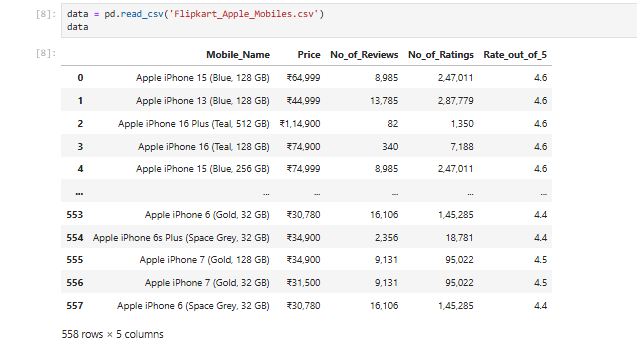 [8]: data = pd.read_csv('Flipkart_Apple_Mobiles.csv')
data
[8]: Mobile_Name Price No_of_Reviews No_of_Ratings Rate_out_of_5
0 Apple iPhone 15 (Blue, 128 GB) ₹64,999 8,985 2,47,011 4.6
1 Apple iPhone 13 (Blue, 128 GB) ₹44,999 13,785 2,87,779 4.6
2 Apple iPhone 16 Plus (Teal, 512 GB) ₹1,14,900 82 1,350 4.6
3 Apple iPhone 16 (Teal, 128 GB) ₹74,900 340 7,188 4.6
4 Apple iPhone 15 (Blue, 256 GB) ₹74,999 8,985 2,47,011 4.6
... ... ... ... ... ...
553 Apple iPhone 6 (Gold, 32 GB) ₹30,780 16,106 1,45,285 4.4
554 Apple iPhone 6s Plus (Space Grey, 32 GB) ₹34,900 2,356 18,781 4.4
555 Apple iPhone 7 (Gold, 128 GB) ₹34,900 9,131 95,022 4.5
556 Apple iPhone 7 (Gold, 32 GB) ₹31,500 9,131 95,022 4.5
557 Apple iPhone 6 (Space Grey, 32 GB) ₹30,780 16,106 1,45,285 4.4
558 rows × 5 columns